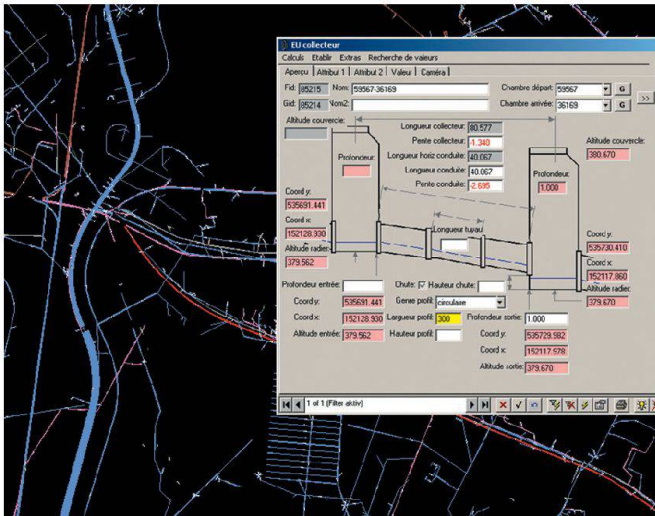 EU collecteur
Calculs Etablir Extras Recherche de valeurs
Aperçu Attribut 1 Attribut 2 Valeur Caméra
Fid: 85215 Nom: 59567-36169 Chambre départ: 59567 G
Gid: 85214 Nom2: Chambre arrivée: 36169 G >>
Altitude couvercle: Longueur collecteur: 80.577
Pente collecteur: -1.340 Altitude couvercle:
Profondeur: Longueur horiz conduite: 40.067 380.670
Longueur conduite: 40.067 Profondeur:
Pente conduite: -2.695 1.000
Coord y:
535691.441
Coord x: Longueur tuyau Coord y:
152128.930 535730.410
Altitude radier: Coord x:
379.562 152117.860
Altitude radier:
Profondeur entrée: Chute: Hauteur chute: 379.670
Coord y: 535691.441 Genre profil: circulaire
Coord x: 152128.930 Largueur profil: 300 Profondeur sortie: 1.000
Altitude entrée: 379.562 Hauteur profil: Coord y: 535729.982
Coord x: 152117.978
Altitude sortie: 379.670
1 of 1 (Filter aktiv)